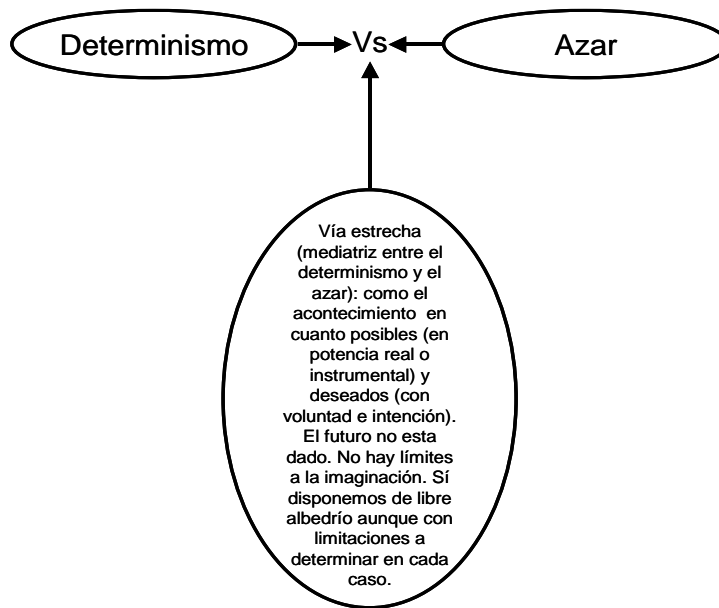 Determinismo Vs Azar
Vía estrecha
(mediatriz entre el
determinismo y el
azar): como el
acontecimiento en
cuanto posibles (en
potencia real o
instrumental) y
deseados (con
voluntad e intención).
El futuro no esta
dado. No hay límites
a la imaginación. Sí
disponemos de libre
albedrío aunque con
limitaciones a
determinar en cada
caso.